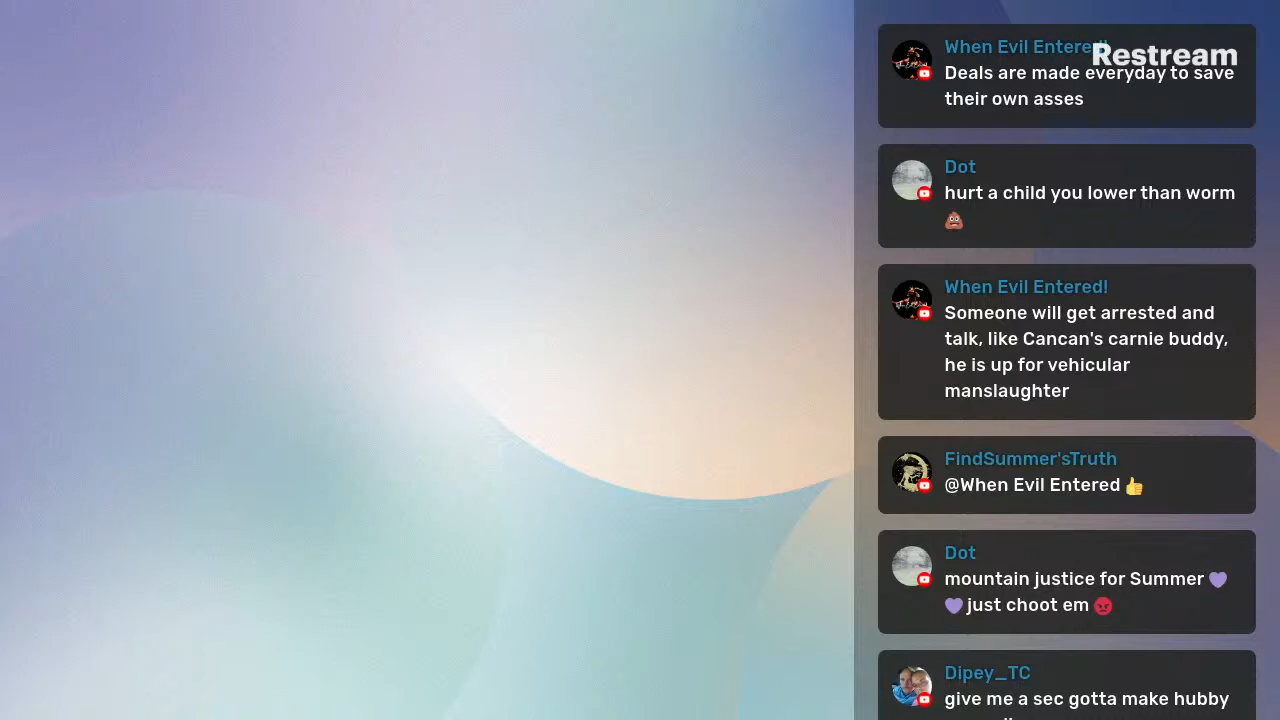 When Evil Entered!
Restream
Deals are made everyday to save
their own asses
Dot
hurt a child you lower than worm
💩
When Evil Entered!
Someone will get arrested and
talk, like Cancan's carnie buddy,
he is up for vehicular
manslaughter
FindSummer'sTruth
@When Evil Entered 👍
Dot
mountain justice for Summer 💜
💜 just choot em 😡
Dipey_TC
give me a sec gotta make hubby